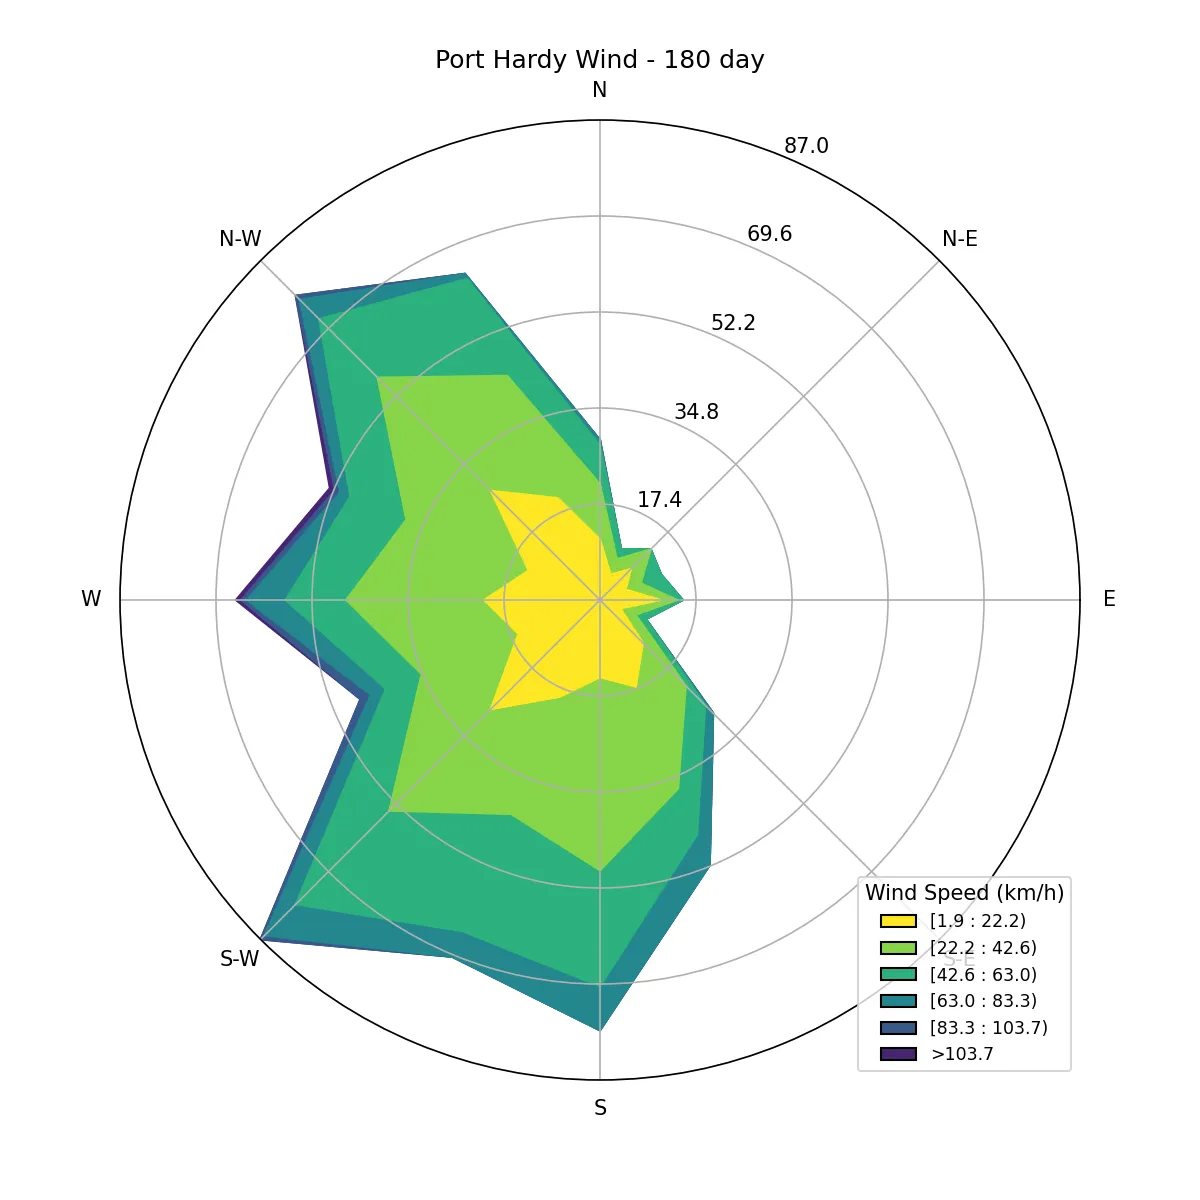 Port Hardy Wind - 180 day
N
87.0
N-W
69.6
N-E
52.2
34.8
17.4
W
E
Wind Speed (km/h)
[1.9 : 22.2)
[22.2 : 42.6)
S-W
S-E
[42.6 : 63.0)
[63.0 : 83.3)
[83.3 : 103.7)
>103.7
S